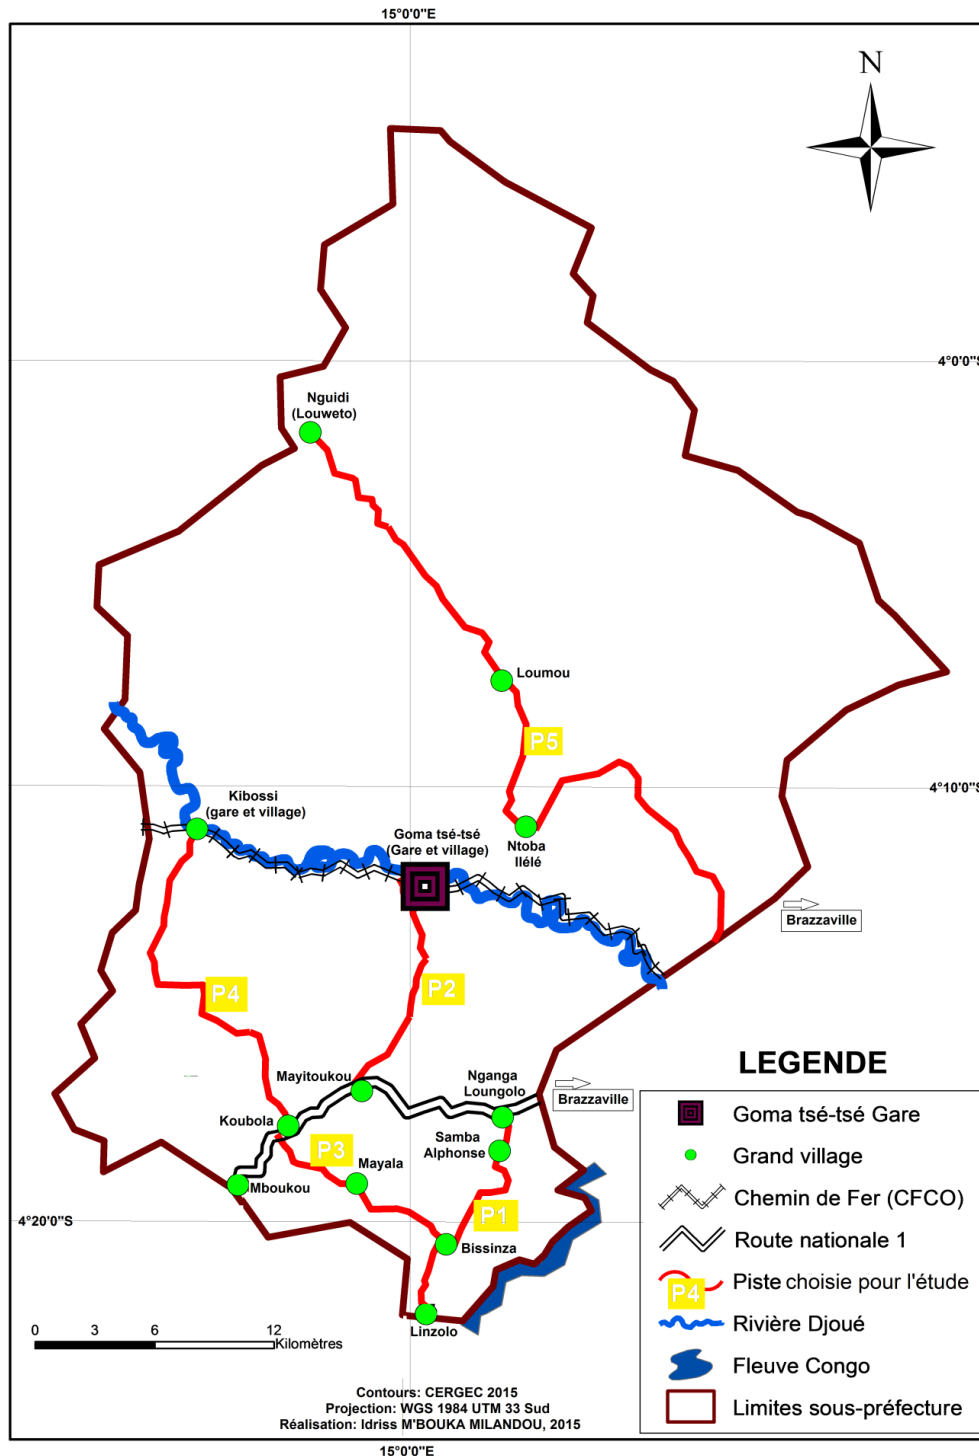 15°0'0"E
N
4°0'0"S
Nguidi
(Louweto)
Loumou
P5
4°10'0"S
Kibossi
(gare et village)
Goma tsé-tsé
(Gare et village)
Ntoba
Ilélé
Brazzaville
P4
P2
Mayitoukou
Nganga
Loungolo
Brazzaville
Koubola
Samba
Alphonse
P3
Mayala
Mboukou
P1
4°20'0"S
Bissinza
Linzolo
0 3 6 12
Kilomètres
Contours: CERGEC 2015
Projection: WGS 1984 UTM 33 Sud
Réalisation: Idriss M'BOUKA MILANDOU, 2015
15°0'0"E
LEGENDE
Goma tsé-tsé Gare
Grand village
Chemin de Fer (CFCO)
Route nationale 1
P4 Piste choisie pour l'étude
Rivière Djoué
Fleuve Congo
Limites sous-préfecture